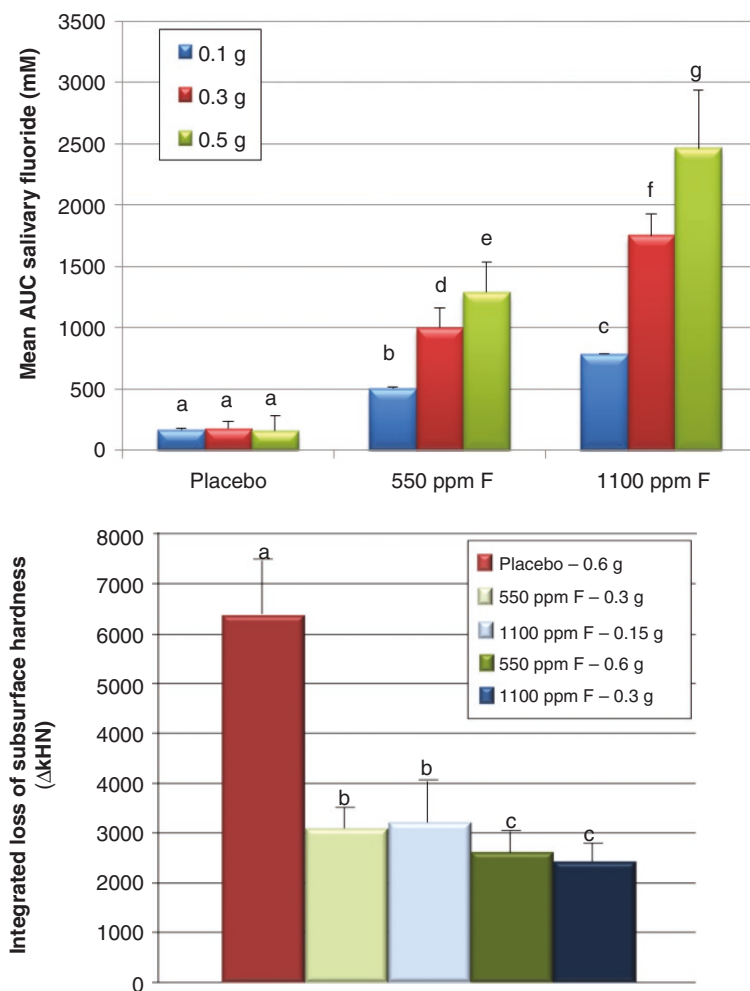 3500
3000
2500
2000
1500
1000
500
0
Mean AUC salivary fluoride (mM)
0.1 g
0.3 g
0.5 g
a
a
a
b
d
e
c
f
g
Placebo
550 ppm F
1100 ppm F
8000
7000
6000
5000
4000
4000
3000
2000
1000
0
Integrated loss of subsurface hardness
(ΔkHN)
Placebo – 0.6 g
550 ppm F – 0.3 g
1100 ppm F – 0.15 g
550 ppm F – 0.6 g
1100 ppm F – 0.3 g
a
b
b
c
c